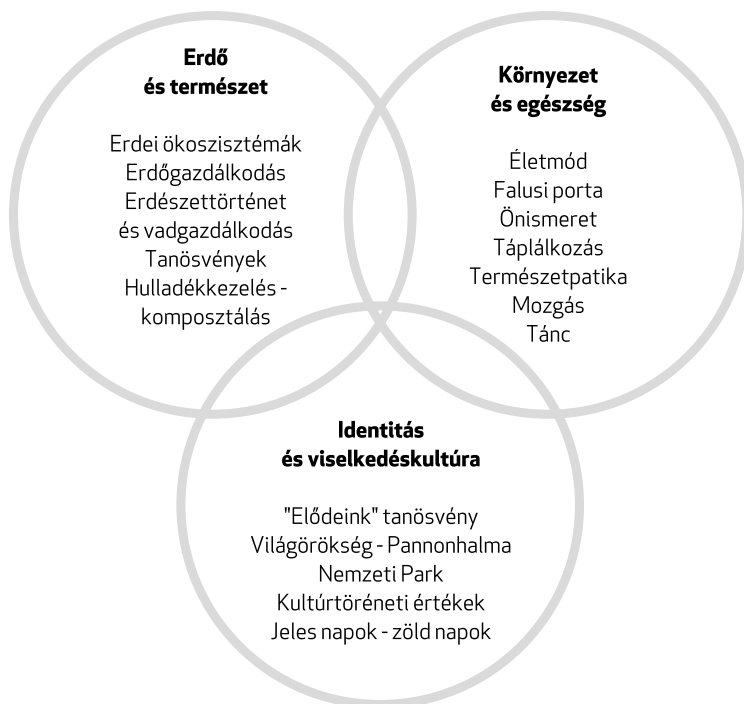 Erdő
és természet
Erdei ökoszisztémák
Erdőgazdálkodás
Erdészettörténet
és vadgazdálkodás
Tanösvények
Hulladékkezelés -
komposztálás
Környezet
és egészség
Életmód
Falusi porta
Önismeret
Táplálkozás
Természetpatika
Mozgás
Tánc
Identitás
és viselkedéskultúra
"Elődeink" tanösvény
Világörökség - Pannonhalma
Nemzeti Park
Kultúrtöréneti értékek
Jeles napok - zöld napok